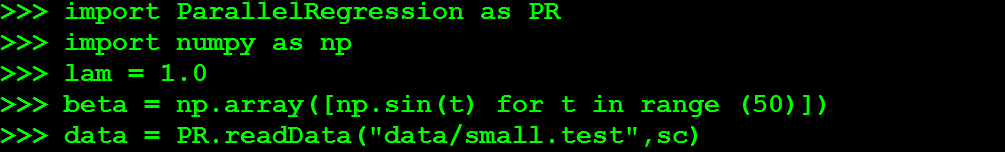 >>> import ParallelRegression as PR
>>> import numpy as np
>>> lam = 1.0
>>> beta = np.array([np.sin(t) for t in range (50)])
>>> data = PR.readData("data/small.test",sc)